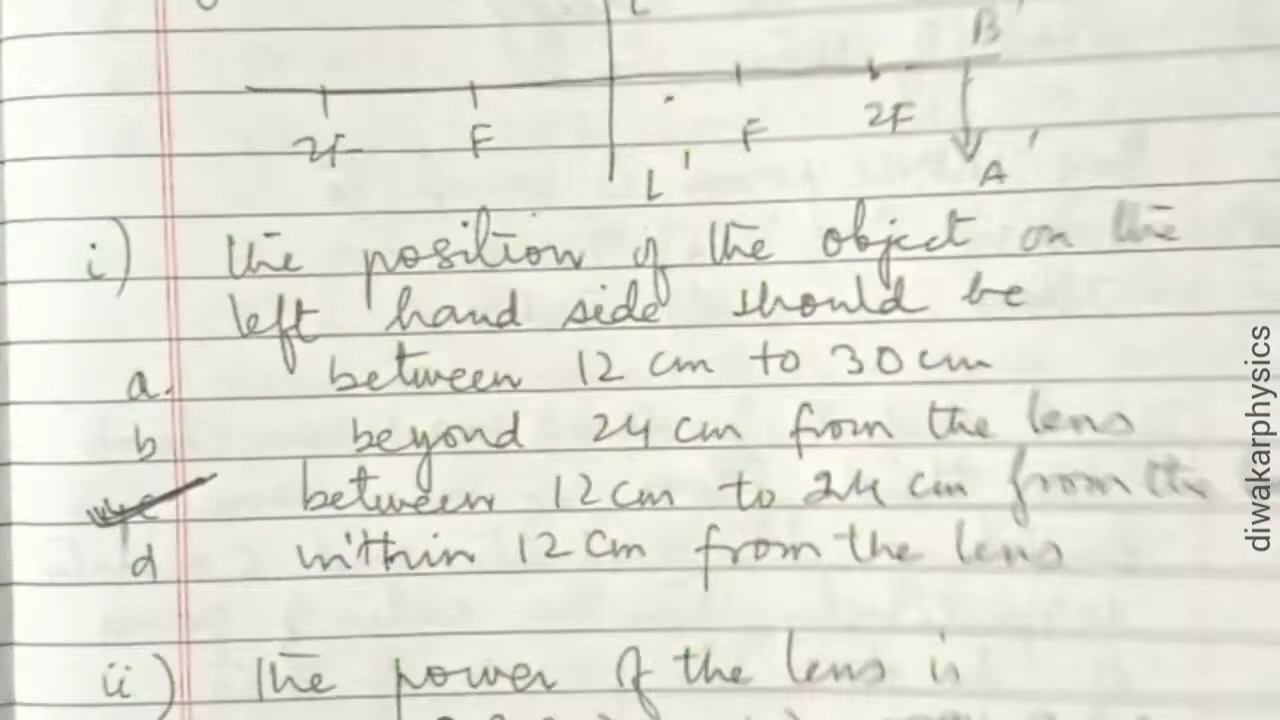 L
B'
2F F F 2F
L'
A'
i) the position of the object on the
left hand side should be
a. between 12 cm to 30 cm
b beyond 24 cm from the lens
c between 12 cm to 24 cm from the
d within 12 cm from the lens
ii) The power of the lens is
diwakarphysics